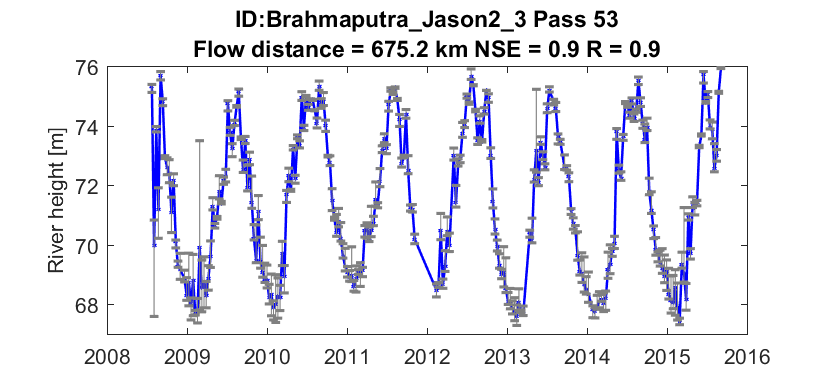 ID:Brahmaputra_Jason2_3 Pass 53
Flow distance = 675.2 km NSE = 0.9 R = 0.9
76
74
72
70
68
River height [m]
2008 2009 2010 2011 2012 2013 2014 2015 2016